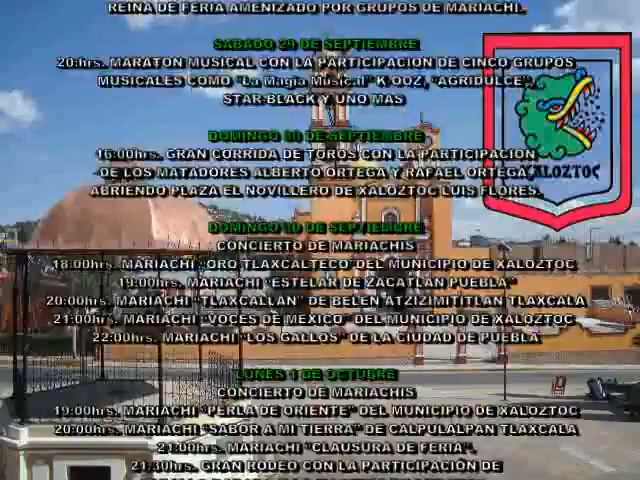 REINA DE FERIA AMENIZADO POR GRUPOS DE MARIACHI.
SABADO 29 DE SEPTIEMBRE
20:hrs. MARATON MUSICAL CON LA PARTICIPACION DE CINCO GRUPOS
MUSICALES COMO "La Magia Musical" K-OOZ, "AGRIDULCE",
STAR-BLACK Y UNO MAS
DOMINGO 30 DE SEPTIEMBRE
16:00hrs. GRAN CORRIDA DE TOROS CON LA PARTICIPACION
DE LOS MATADORES ALBERTO ORTEGA Y RAFAEL ORTEGA
ABRIENDO PLAZA EL NOVILLERO DE XALOZTOC LUIS FLORES.
XALOZTOC
DOMINGO 30 DE SEPTIEMBRE
CONCIERTO DE MARIACHIS
18:00hrs. MARIACHI "ORO TLAXCALTECO" DEL MUNICIPIO DE XALOZTOC
19:00hrs. MARIACHI "ESTELAR DE ZACATLAN PUEBLA"
20:00hrs. MARIACHI "TLAXCALLAN" DE BELEN ATZIZIMITITLAN TLAXCALA
21:00hrs. MARIACHI "VOCES DE MEXICO" DEL MUNICIPIO DE XALOZTOC
22:00hrs. MARIACHI "LOS GALLOS" DE LA CIUDAD DE PUEBLA
LUNES 1 DE OCTUBRE
CONCIERTO DE MARIACHIS
19:00hrs. MARIACHI "PERLA DE ORIENTE" DEL MUNICIPIO DE XALOZTOC
20:00hrs. MARIACHI "SABOR A MI TIERRA" DE CALPULALPAN TLAXCALA
21:00hrs. MARIACHI "CLAUSURA DE FERIA".
21:30hrs. GRAN RODEO CON LA PARTICIPACIÓN DE